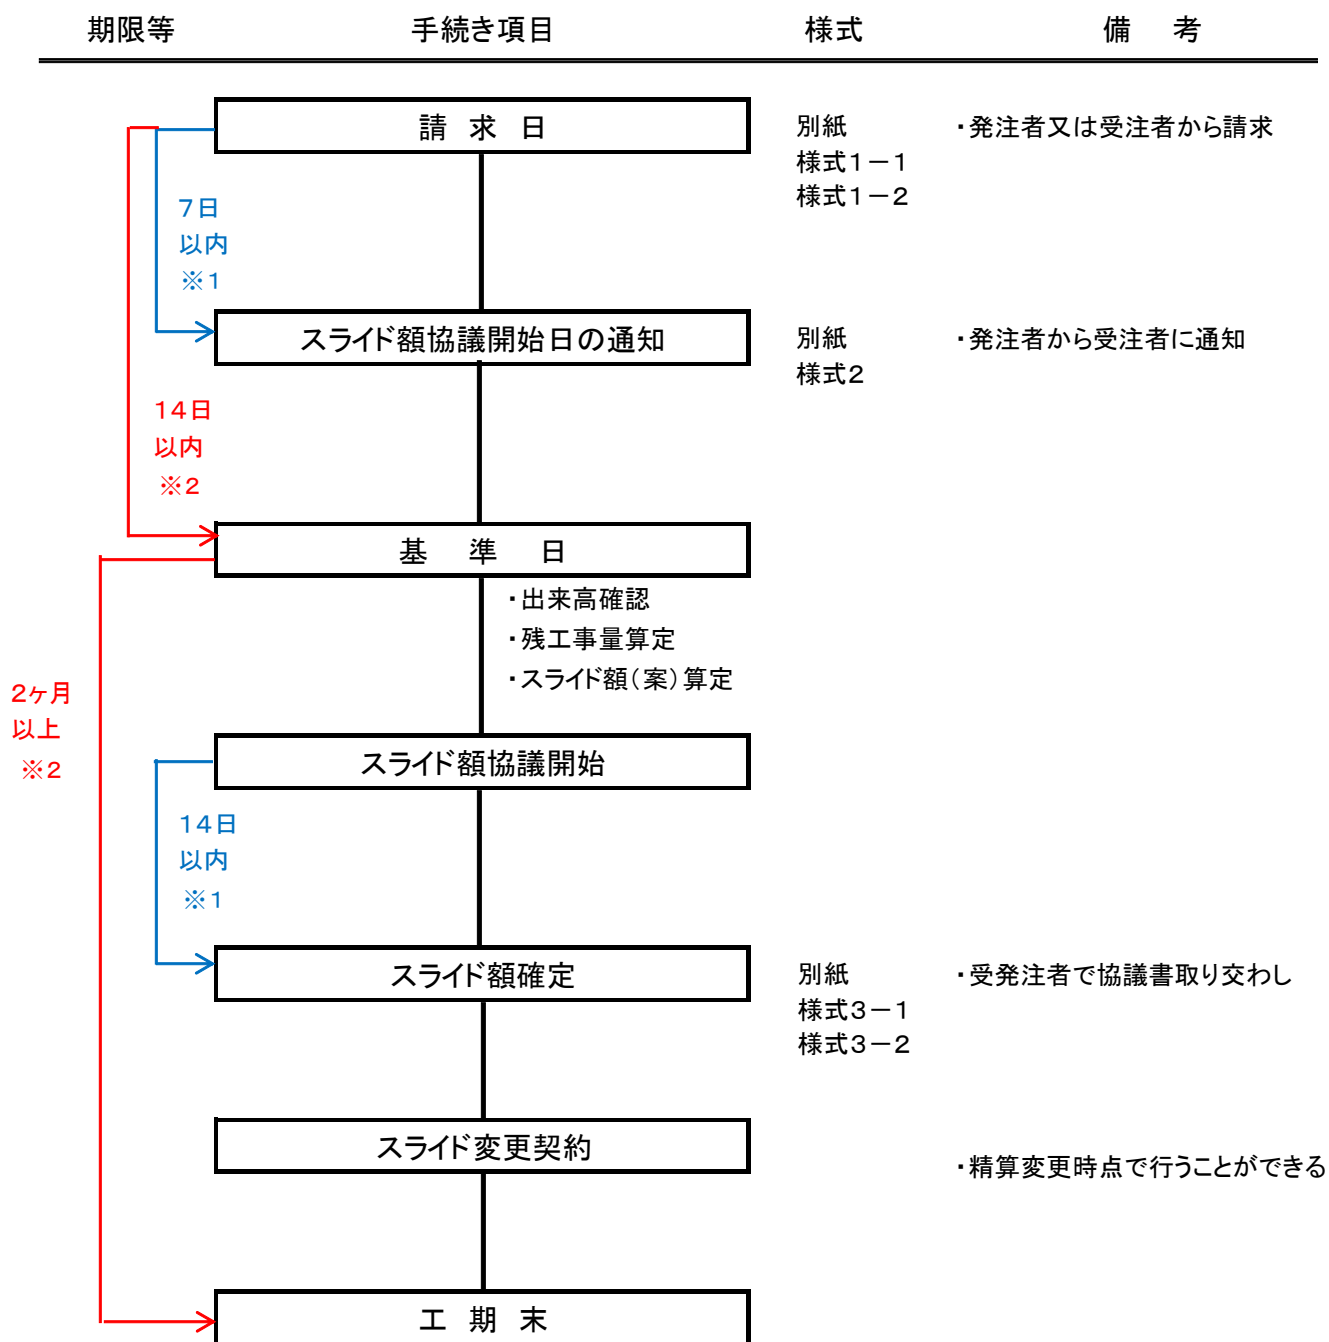 期限等 手続き項目 様式 備 考
請 求 日 別紙 ・発注者又は受注者から請求
様式1－1
様式1－2
7日
以内
※1
スライド額協議開始日の通知 別紙 ・発注者から受注者に通知
様式2
14日
以内
※2
基 準 日
・出来高確認
・残工事量算定
・スライド額（案）算定
2ヶ月
以上
※2
スライド額協議開始
14日
以内
※1
スライド額確定 別紙 ・受発注者で協議書取り交わし
様式3－1
様式3－2
スライド変更契約
・精算変更時点で行うことができる
工 期 末